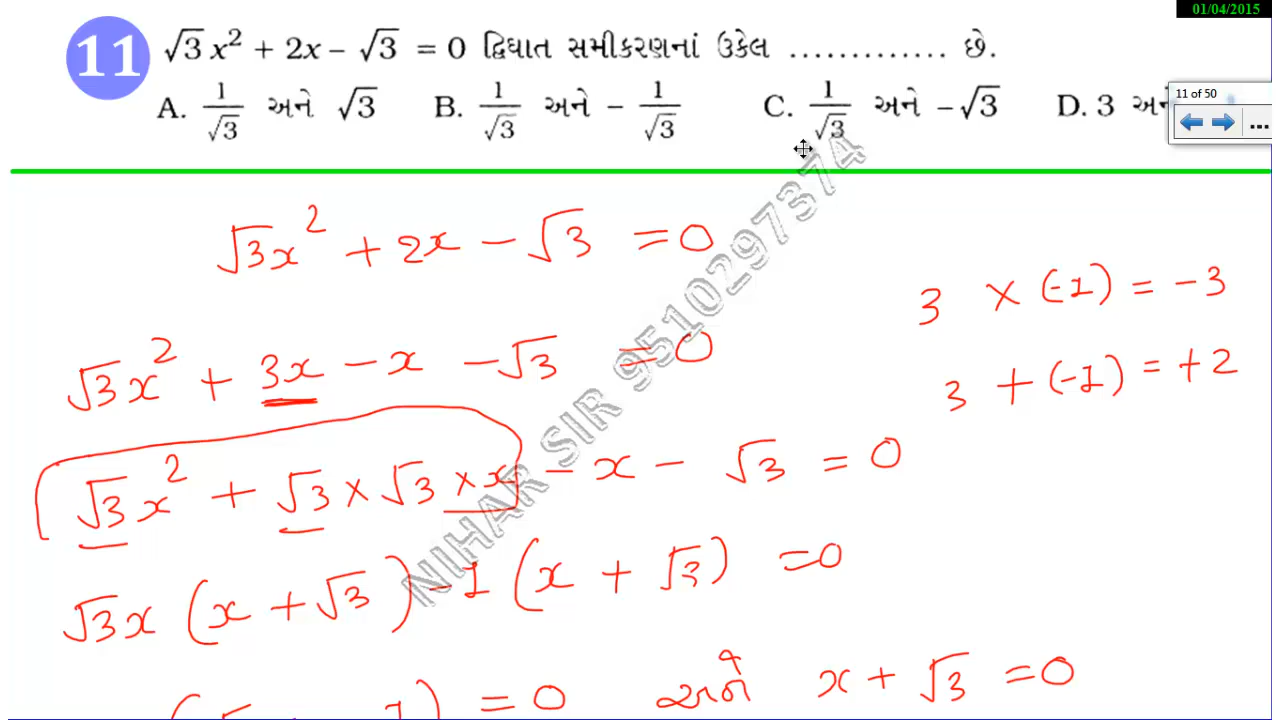 01/04/2015
11 √3 x² + 2x – √3 = 0 દ્વિઘાત સમીકરણનાં ઉકેલ ............. છે.
A. 1/√3 અને √3 B. 1/√3 અને – 1/√3 C. 1/√3 અને –√3 D. 3
11 of 50
√3x² + 2x – √3 = 0
3 × (-1) = -3
√3x² + 3x – x – √3 = 0
3 + (-1) = +2
√3x² + √3 × √3 × x – x – √3 = 0
√3x (x + √3) – 1 (x + √3) = 0
= 0 અને x + √3 = 0
NIHAR SIR 9510297374